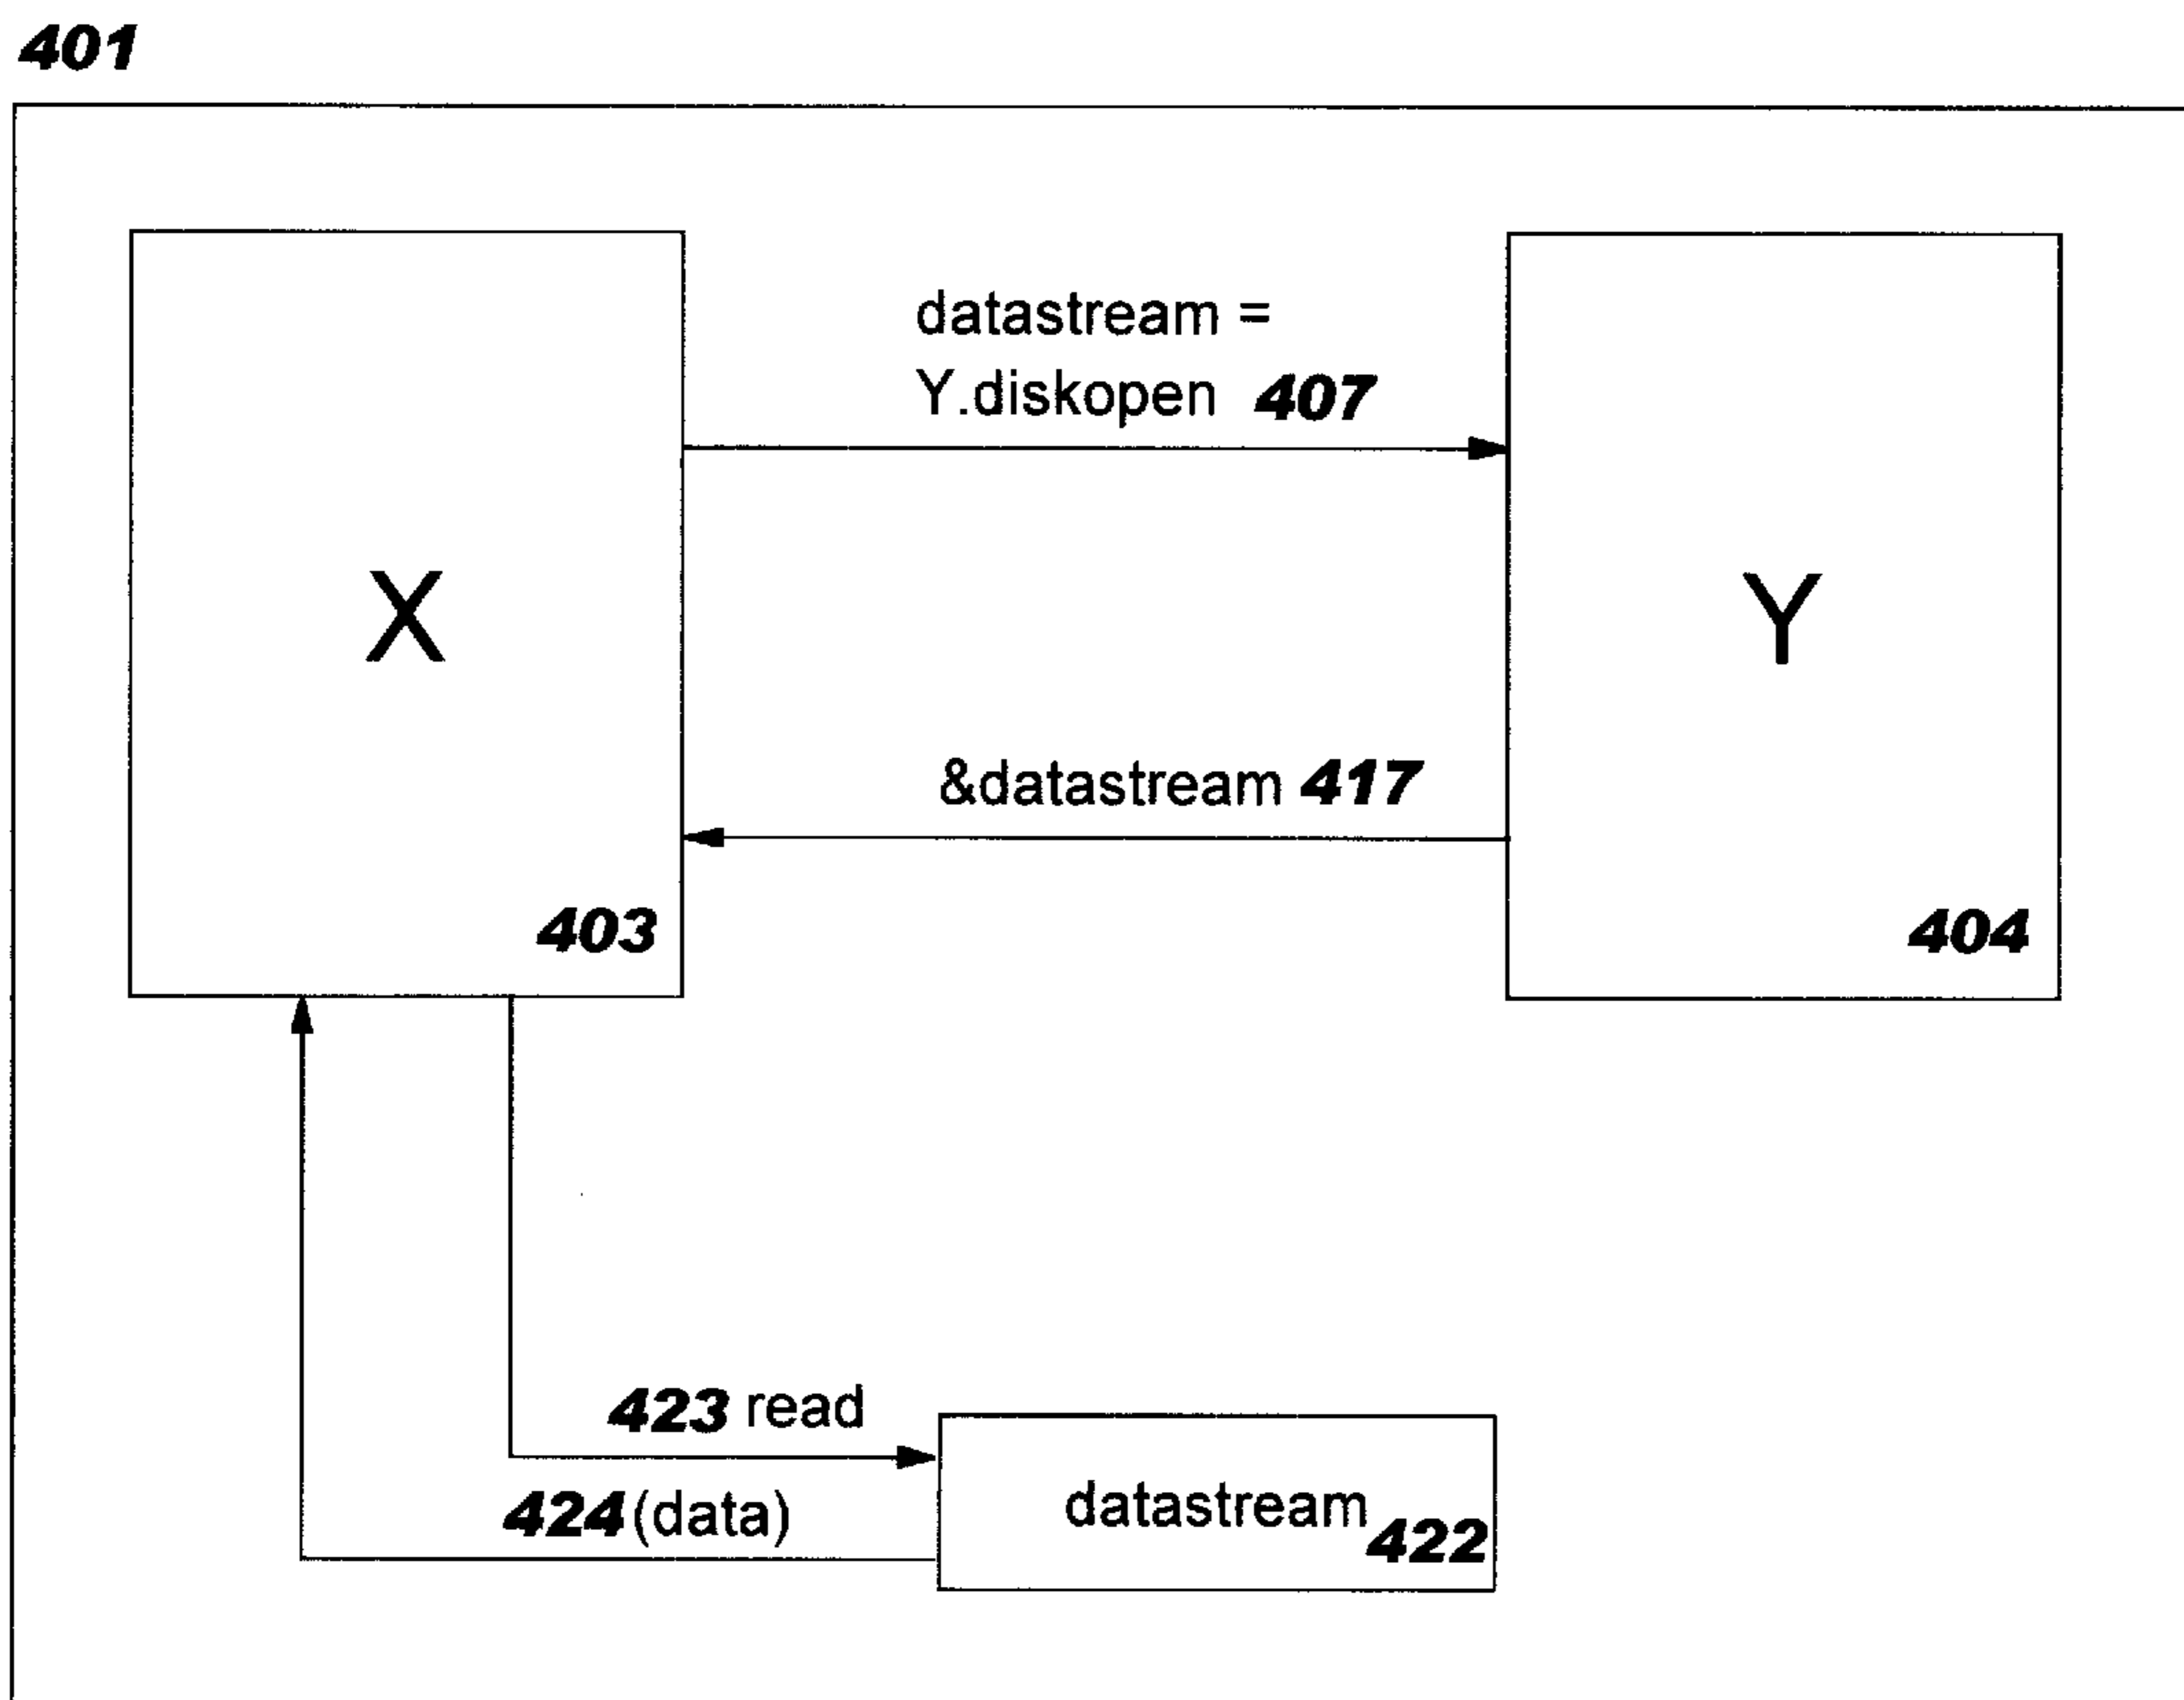 401
datastream =
Y.diskopen 407
X
Y
&datastream 417
403
404
423 read
424 (data)
datastream
422